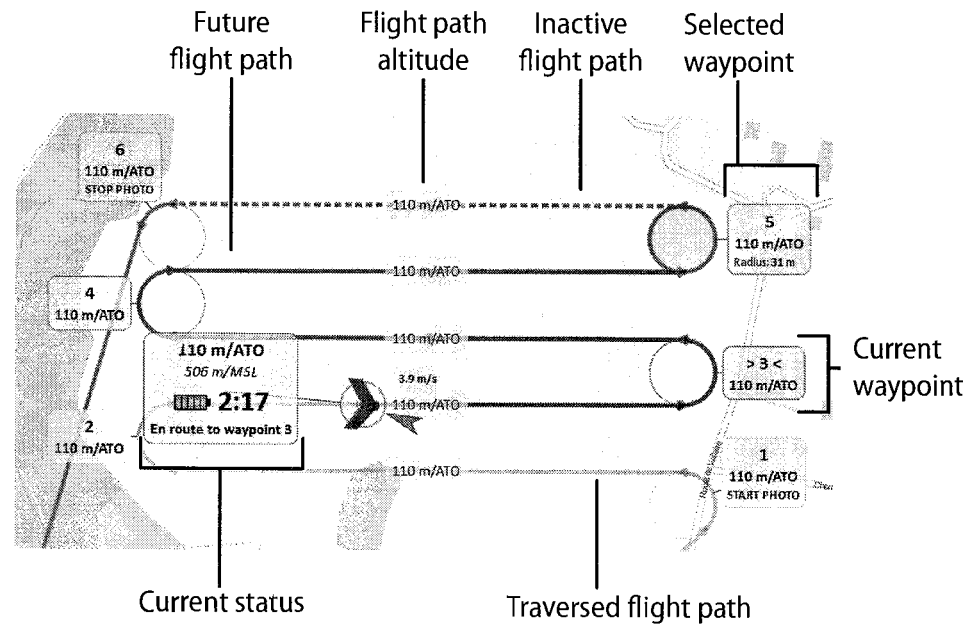 Future
flight path
Flight path
altitude
Inactive
flight path
Selected
waypoint
6
110 m/ATO
STOP PHOTO
110 m/ATO
5
110 m/ATO
Radius: 31 m
110 m/ATO
4
110 m/ATO
110 m/ATO
110 m/ATO
506 m/MSL
2:17
En route to waypoint 3
3.9 m/s
110 m/ATO
> 3 <
110 m/ATO
Current
waypoint
2
110 m/ATO
110 m/ATO
1
110 m/ATO
START PHOTO
Current status
Traversed flight path